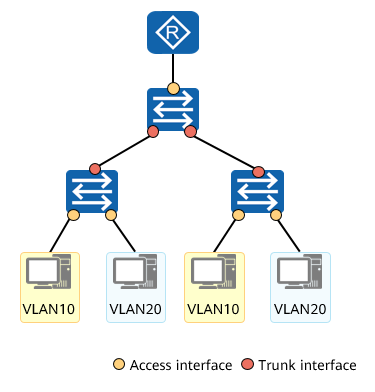 R
VLAN10
VLAN20
VLAN10
VLAN20
Access interface
Trunk interface